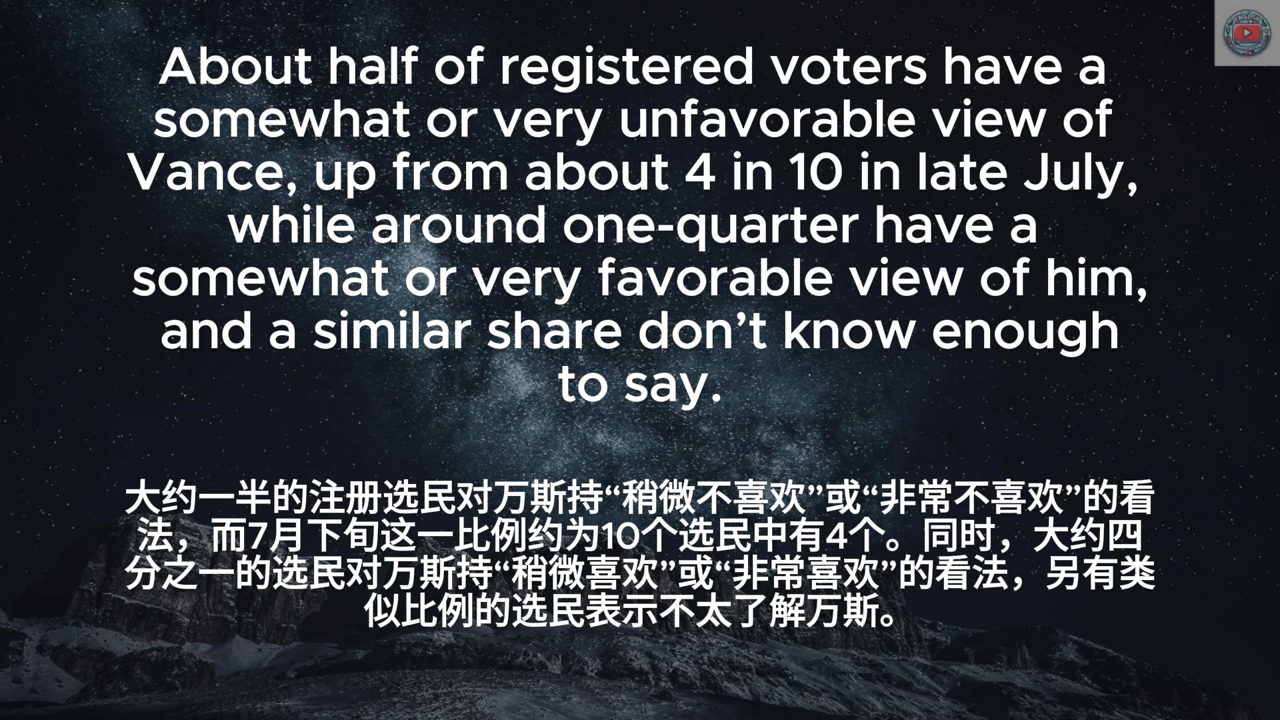 About half of registered voters have a
somewhat or very unfavorable view of
Vance, up from about 4 in 10 in late July,
while around one-quarter have a
somewhat or very favorable view of him,
and a similar share don’t know enough
to say.
大约一半的注册选民对万斯持“稍微不喜欢”或“非常不喜欢”的看
法，而7月下旬这一比例约为10个选民中有4个。同时，大约四
分之一的选民对万斯持“稍微喜欢”或“非常喜欢”的看法，另有类
似比例的选民表示不太了解万斯。